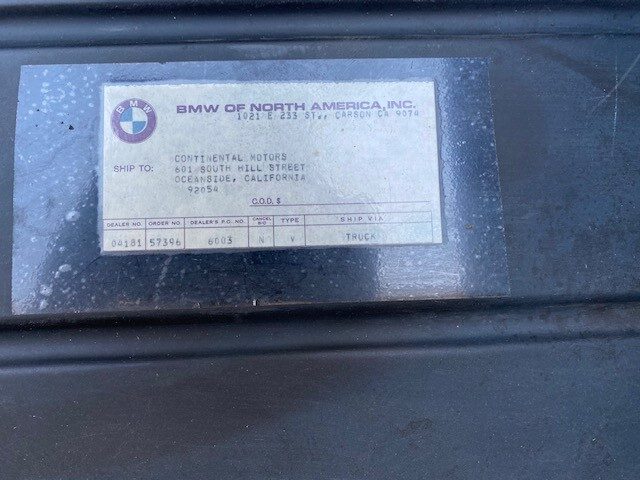 BMW
BMW OF NORTH AMERICA, INC.
1021 E 233 ST., CARSON CA 9074
SHIP TO:
CONTINENTAL MOTORS
601 SOUTH HILL STREET
OCEANSIDE, CALIFORNIA
92054
C.O.D. $
DEALER NO. ORDER NO. DEALER'S P.O. NO. CANCEL B/O TYPE SHIP VIA
57396 6003 N V TRUCK